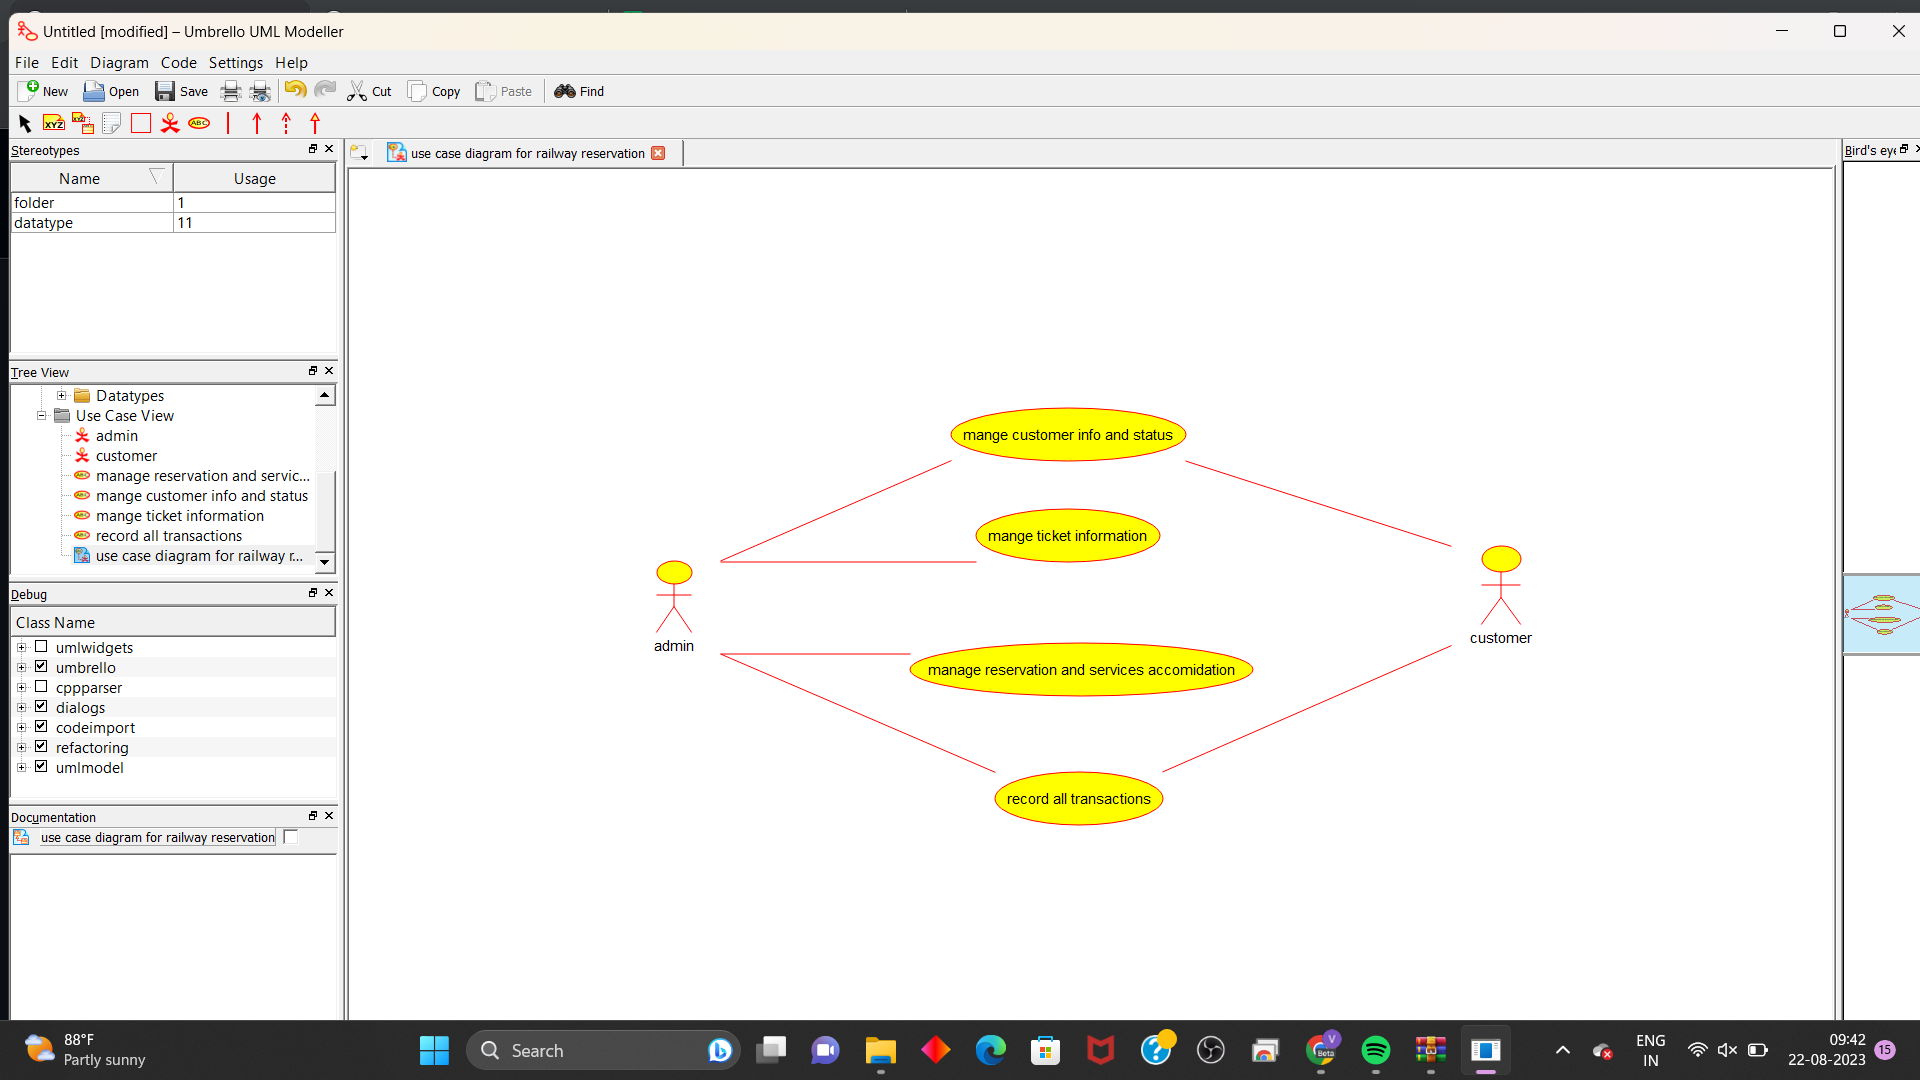 Untitled [modified] – Umbrello UML Modeller
File Edit Diagram Code Settings Help
New Open Save Cut Copy Paste Find
XYZ XYZ ABC
Stereotypes
Name Usage
folder 1
datatype 11
Tree View
Datatypes
Use Case View
admin
customer
manage reservation and servic...
mange customer info and status
mange ticket information
record all transactions
use case diagram for railway r...
Debug
Class Name
umlwidgets
umbrello
cppparser
dialogs
codeimport
refactoring
umlmodel
Documentation
use case diagram for railway reservation
use case diagram for railway reservation
mange customer info and status
mange ticket information
admin
customer
manage reservation and services accomidation
record all transactions
Bird's eye
88°F
Partly sunny
Search
Beta
V
ENG
IN
09:42
22-08-2023
15